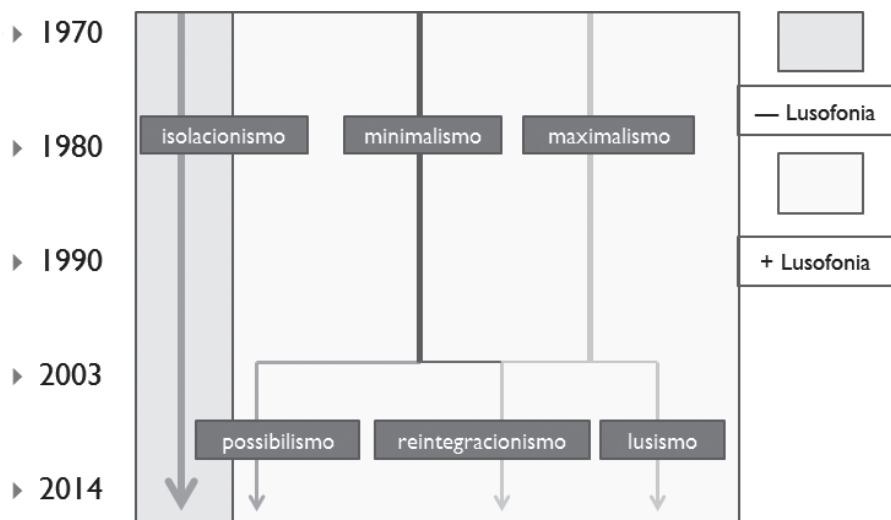 1970
isolacionismo
minimalismo
maximalismo
— Lusofonia
1980
1990
+ Lusofonia
2003
possibilismo
reintegracionismo
lusismo
2014